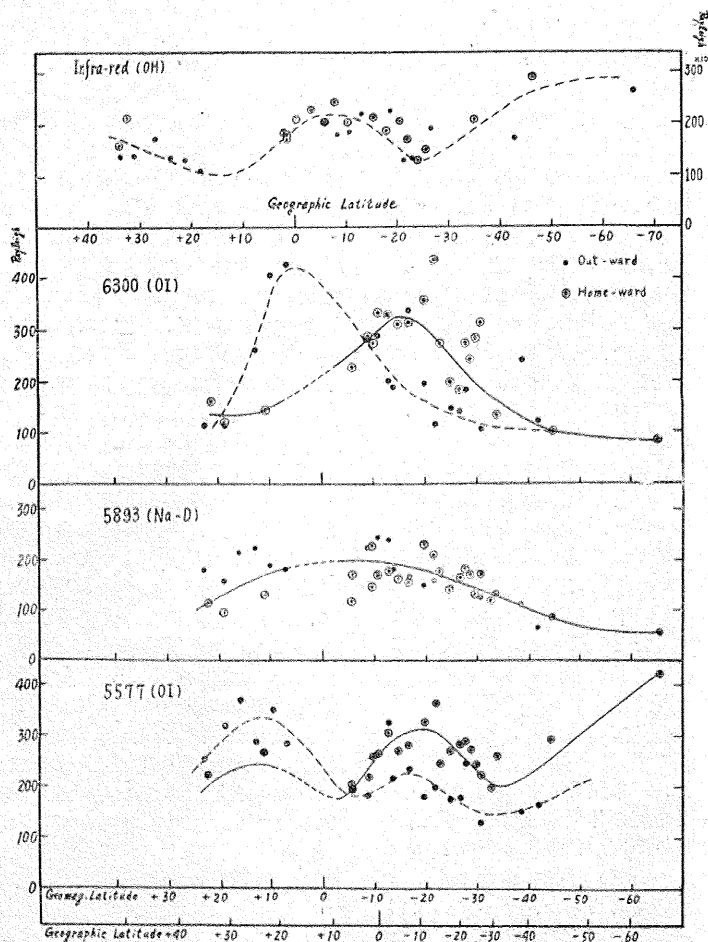 Rayleigh
×10⁴
Infra-red (OH)
300
200
100
0
Geographic Latitude
+40 +30 +20 +10 0 -10 -20 -30 -40 -50 -60 -70
Rayleigh
6300 (OI)
• Out-ward
◉ Home-ward
400
300
200
100
0
5893 (Na-D)
300
200
100
0
5577 (OI)
400
300
200
100
0
Geomag. Latitude +30 +20 +10 0 -10 -20 -30 -40 -50 -60
Geographic Latitude +40 +30 +20 +10 0 -10 -20 -30 -40 -50 -60